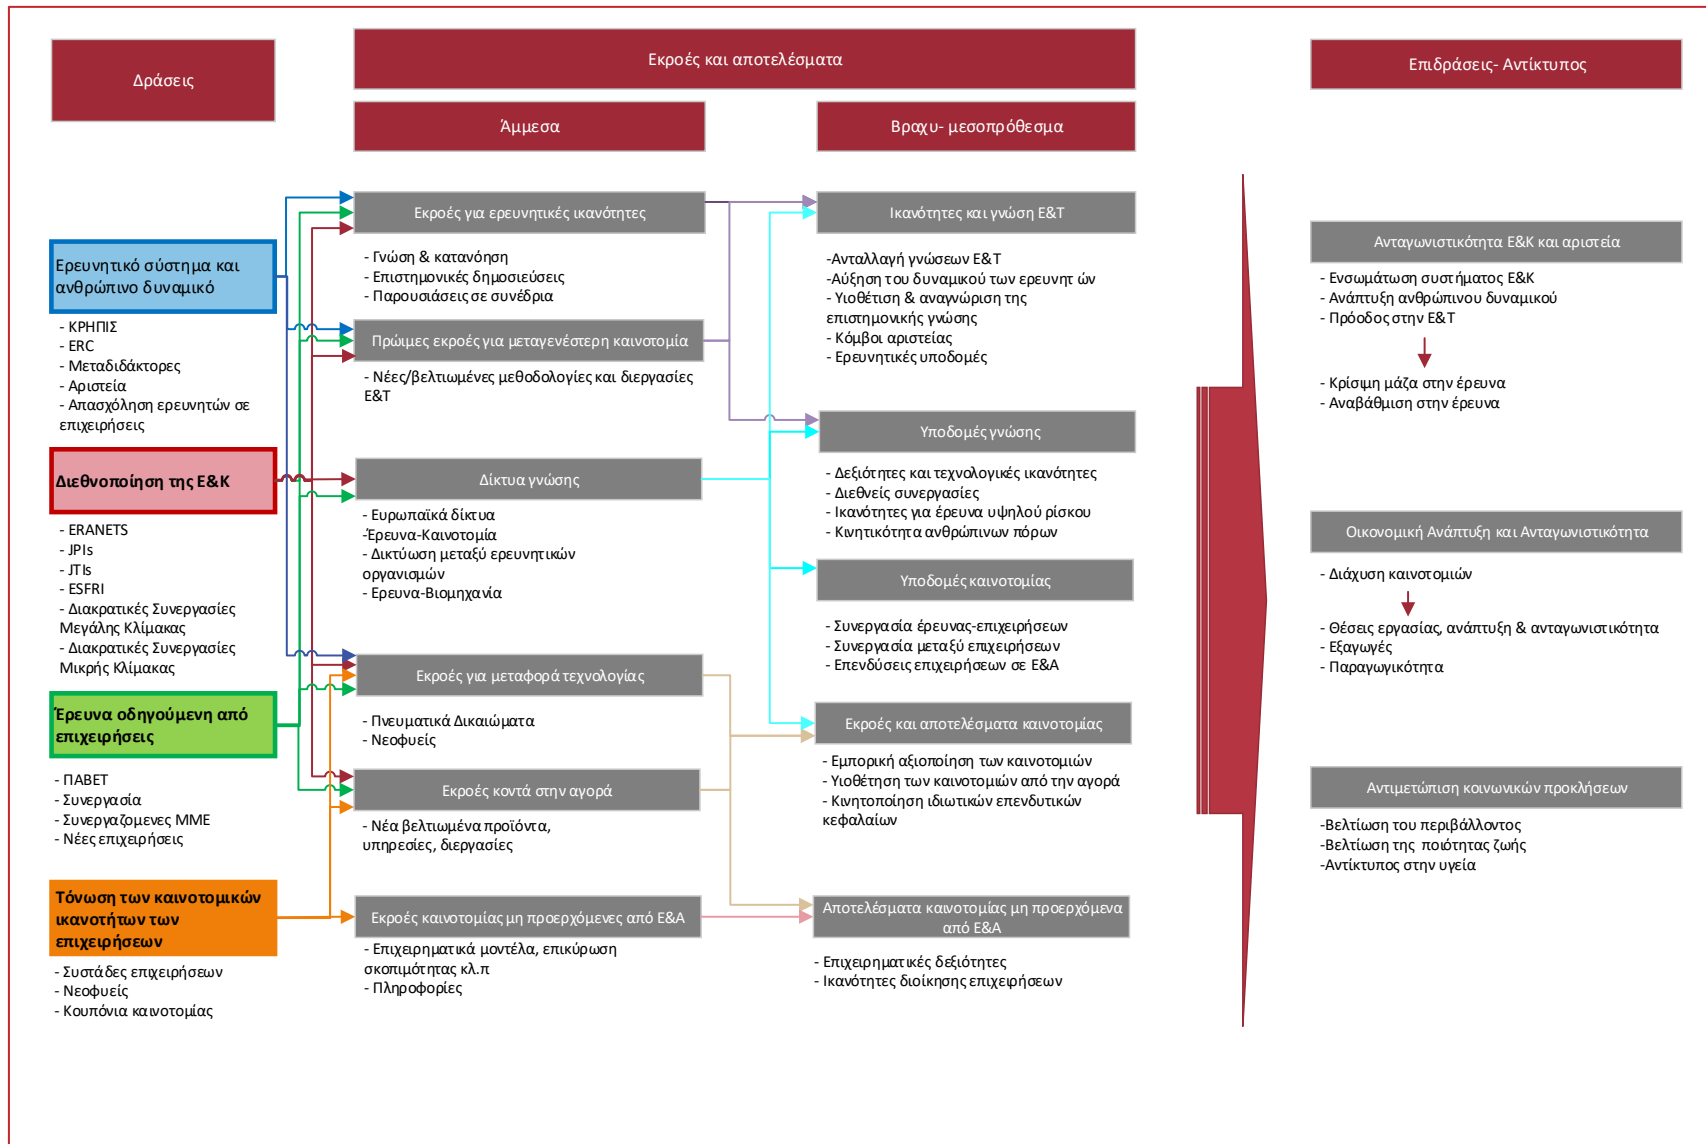 Δράσεις
Εκροές και αποτελέσματα
Επιδράσεις- Αντίκτυπος
Άμμεσα
Βραχυ- μεσοπρόθεσμα
Ερευνητικό σύστημα και
ανθρώπινο δυναμικό
- ΚΡΗΠΙΣ
- ERC
- Μεταδιδάκτορες
- Αριστεία
- Απασχόληση ερευνητών σε
επιχειρήσεις
Διεθνοποίηση της Ε&Κ
- ERANETS
- JPIs
- JTIs
- ESFRI
- Διακρατικές Συνεργασίες
Μεγάλης Κλίμακας
- Διακρατικές Συνεργασίες
Μικρής Κλίμακας
Έρευνα οδηγούμενη από
επιχειρήσεις
- ΠΑΒΕΤ
- Συνεργασία
- Συνεργαζομενες ΜΜΕ
- Νέες επιχειρήσεις
Τόνωση των καινοτομικών
ικανοτήτων των
επιχειρήσεων
- Συστάδες επιχειρήσεων
- Νεοφυείς
- Κουπόνια καινοτομίας
Εκροές για ερευνητικές ικανότητες
- Γνώση & κατανόηση
- Επιστημονικές δημοσιεύσεις
- Παρουσιάσεις σε συνέδρια
Πρώιμες εκροές για μεταγενέστερη καινοτομία
- Νέες/βελτιωμένες μεθοδολογίες και διεργασίες
Ε&Τ
Δίκτυα γνώσης
- Ευρωπαϊκά δίκτυα
-Έρευνα-Καινοτομία
- Δικτύωση μεταξύ ερευνητικών
οργανισμών
- Ερευνα-Βιομηχανία
Εκροές για μεταφορά τεχνολογίας
- Πνευματικά Δικαιώματα
- Νεοφυείς
Εκροές κοντά στην αγορά
- Νέα βελτιωμένα προϊόντα,
υπηρεσίες, διεργασίες
Εκροές καινοτομίας μη προερχόμενες από Ε&Α
- Επιχειρηματικά μοντέλα, επικύρωση
σκοπιμότητας κλ.π
- Πληροφορίες
Ικανότητες και γνώση Ε&Τ
-Ανταλλαγή γνώσεων Ε&Τ
-Αύξηση του δυναμικού των ερευνητ ών
- Υιοθέτιση & αναγνώριση της
επιστημονικής γνώσης
- Κόμβοι αριστείας
- Ερευνητικές υποδομές
Υποδομές γνώσης
- Δεξιότητες και τεχνολογικές ικανότητες
- Διεθνείς συνεργασίες
- Ικανότητες για έρευνα υψηλού ρίσκου
- Κινητικότητα ανθρώπινων πόρων
Υποδομές καινοτομίας
- Συνεργασία έρευνας-επιχειρήσεων
- Συνεργασία μεταξύ επιχειρήσεων
- Επενδύσεις επιχειρήσεων σε Ε&Α
Εκροές και αποτελέσματα καινοτομίας
- Εμπορική αξιοποίηση των καινοτομιών
- Υιοθέτηση των καινοτομιών από την αγορά
- Κινητοποίηση ιδιωτικών επενδυτικών
κεφαλαίων
Αποτελέσματα καινοτομίας μη προερχόμενα
από Ε&Α
- Επιχειρηματικές δεξιότητες
- Ικανότητες διοίκησης επιχειρήσεων
Ανταγωνιστικότητα Ε&Κ και αριστεία
- Ενσωμάτωση συστήματος Ε&Κ
- Ανάπτυξη ανθρώπινου δυναμικού
- Πρόοδος στην Ε&Τ
- Κρίσιμη μάζα στην έρευνα
- Αναβάθμιση στην έρευνα
Οικονομική Ανάπτυξη και Ανταγωνιστικότητα
- Διάχυση καινοτομιών
- Θέσεις εργασίας, ανάπτυξη & ανταγωνιστικότητα
- Εξαγωγές
- Παραγωγικότητα
Αντιμετώπιση κοινωνικών προκλήσεων
-Βελτίωση του περιβάλλοντος
-Βελτίωση της ποιότητας ζωής
-Αντίκτυπος στην υγεία